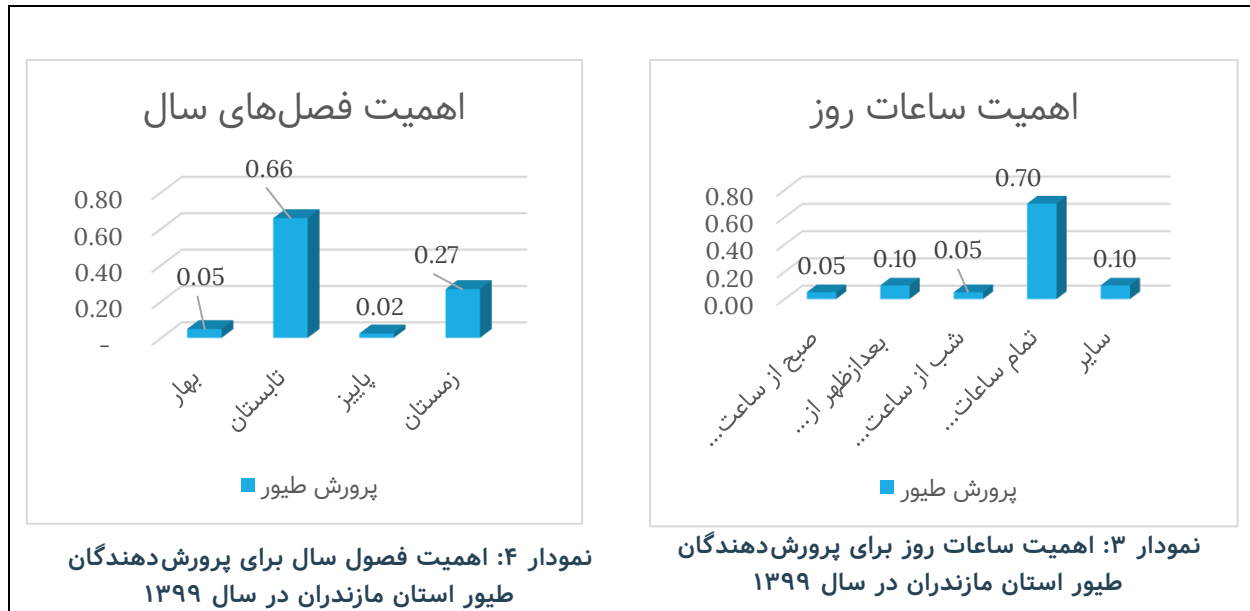 اهمیت ساعات روز
0.80
0.60
0.40
0.20
0.00
0.05
0.10
0.05
0.70
0.10
صبح از ساعت...
بعدازظهر از...
شب از ساعت...
تمام ساعات...
سایر
پرورش طیور
نمودار ۳: اهمیت ساعات روز برای پرورش‌دهندگان
طیور استان مازندران در سال ۱۳۹۹
اهمیت فصل‌های سال
0.80
0.60
0.40
0.20
–
0.05
0.66
0.02
0.27
بهار
تابستان
پاییز
زمستان
پرورش طیور
نمودار ۴: اهمیت فصول سال برای پرورش‌دهندگان
طیور استان مازندران در سال ۱۳۹۹